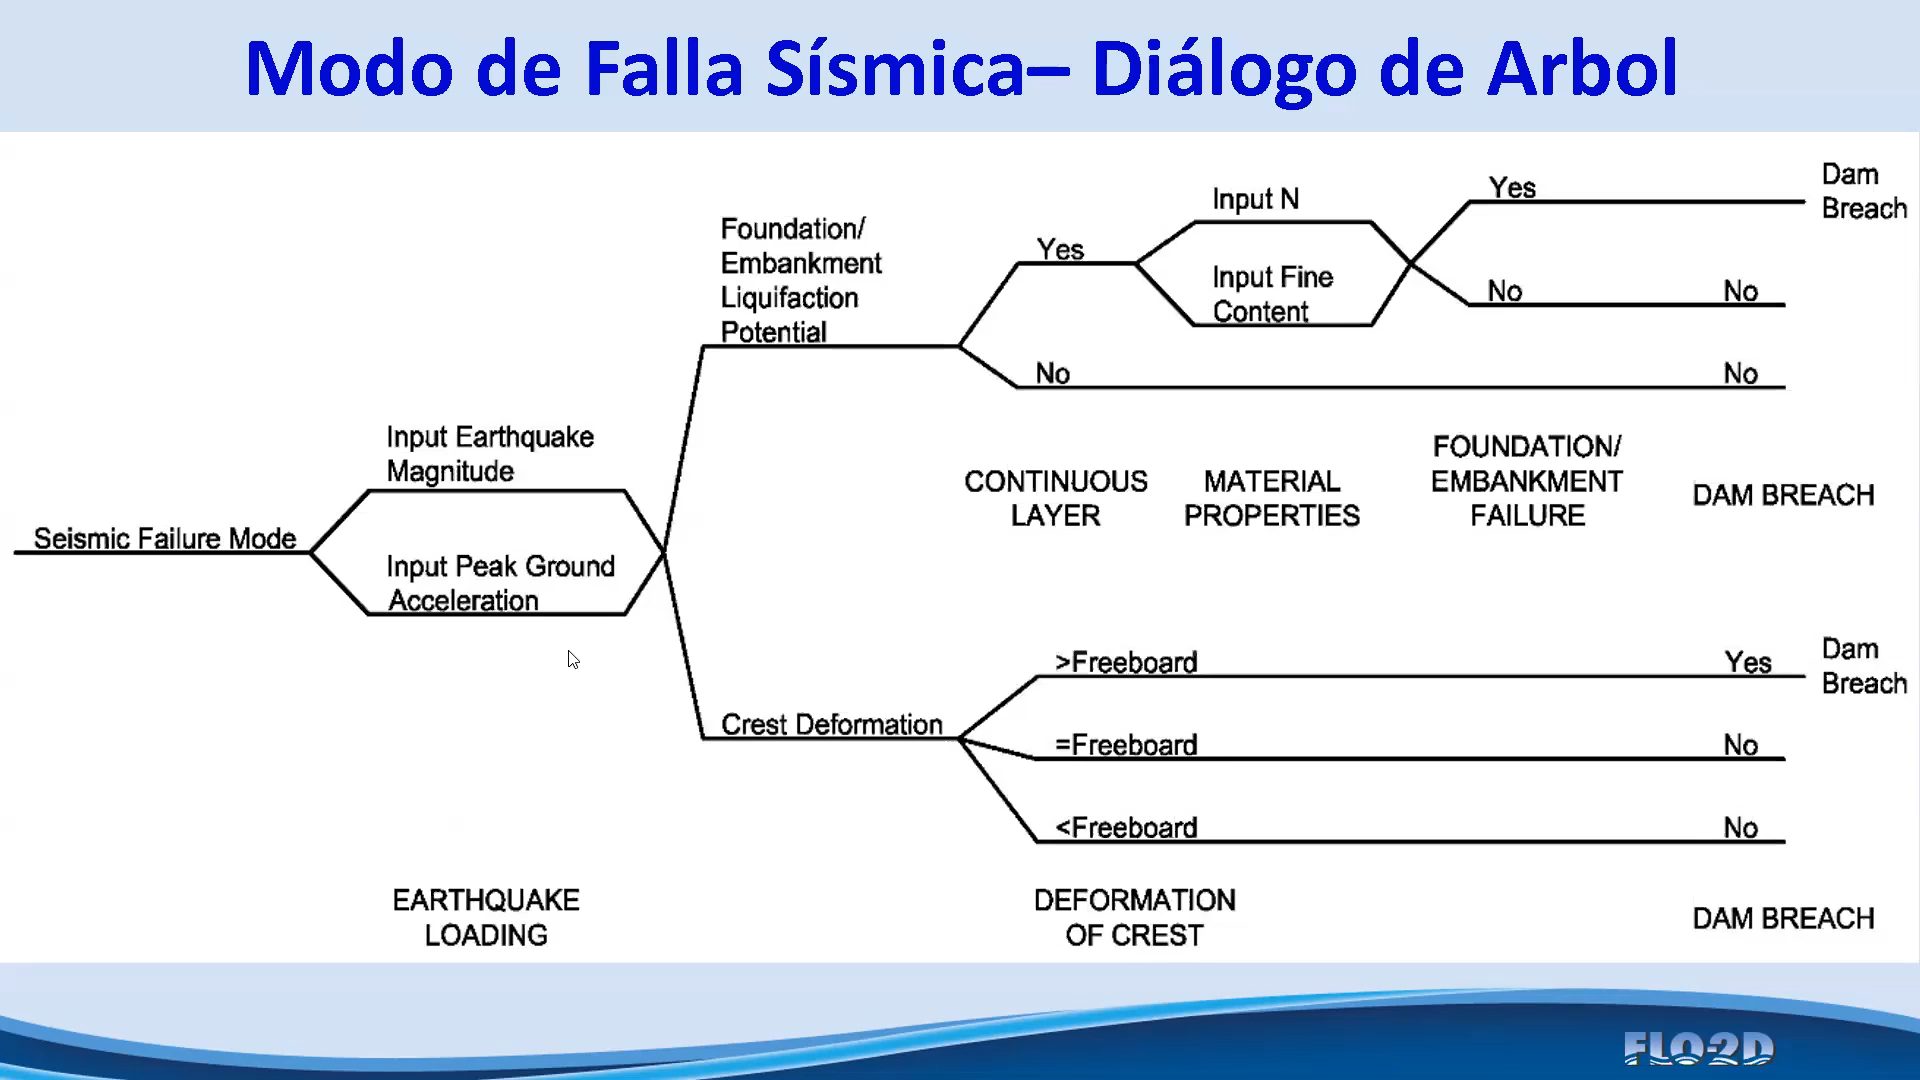 Modo de Falla Sísmica– Diálogo de Arbol
Dam
Breach
Yes
Input N
Foundation/
Embankment
Liquifaction
Potential
Yes
Input Fine
Content
No
No
No
No
Input Earthquake
Magnitude
Seismic Failure Mode
Input Peak Ground
Acceleration
CONTINUOUS
LAYER
MATERIAL
PROPERTIES
FOUNDATION/
EMBANKMENT
FAILURE
DAM BREACH
Crest Deformation
>Freeboard
Yes
Dam
Breach
=Freeboard
No
<Freeboard
No
EARTHQUAKE
LOADING
DEFORMATION
OF CREST
DAM BREACH
FLO2D